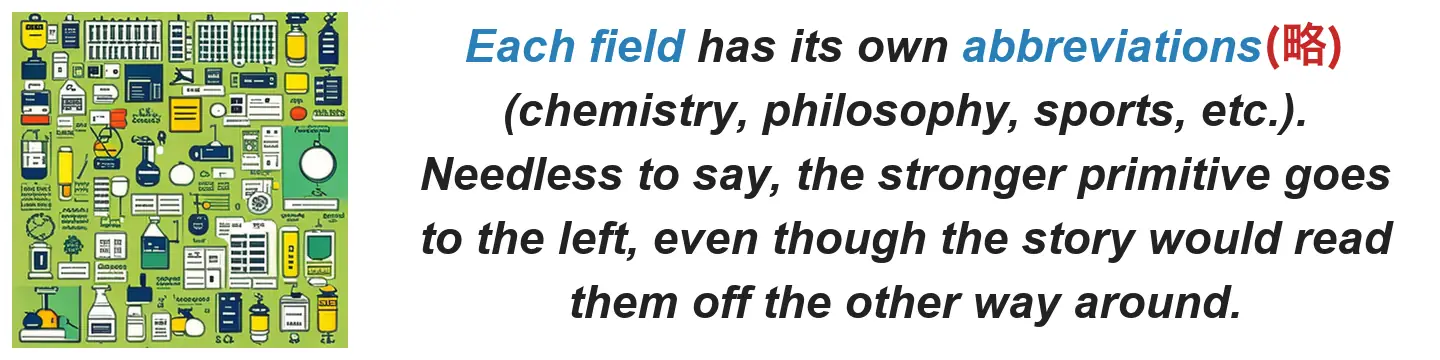 Each field has its own abbreviations(略)
(chemistry, philosophy, sports, etc.).
Needless to say, the stronger primitive goes
to the left, even though the story would read
them off the other way around.